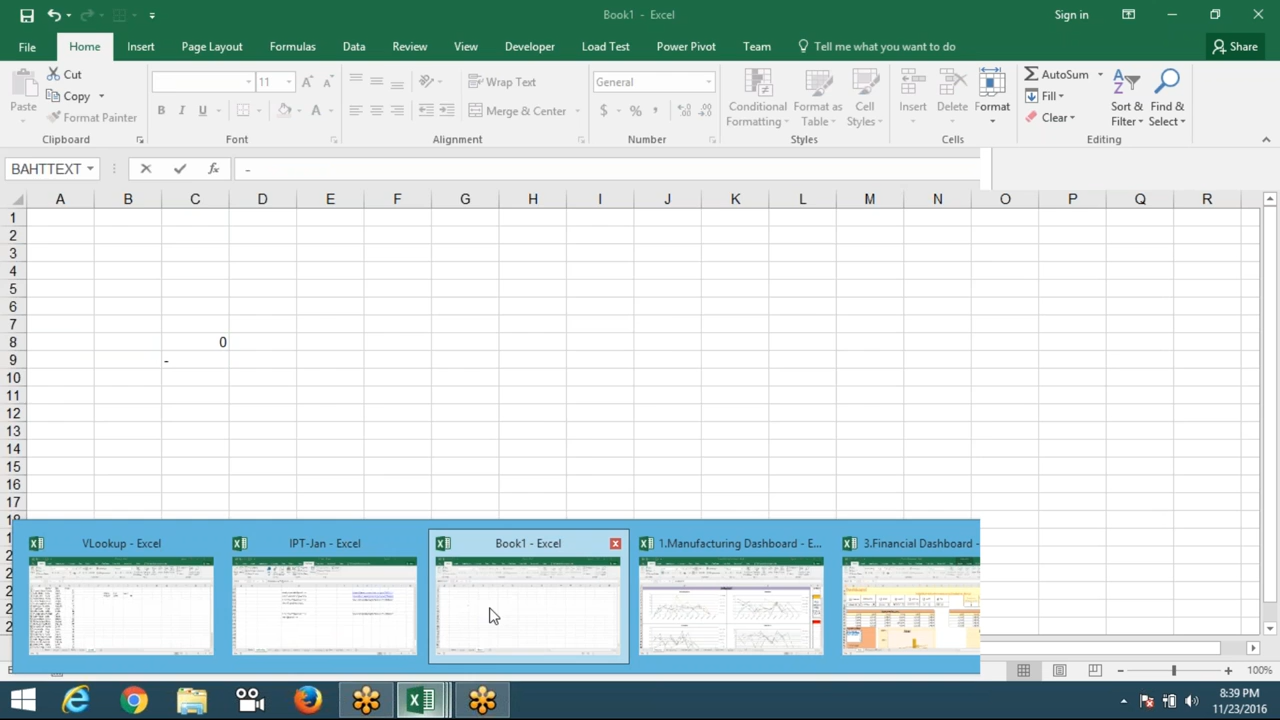 Book1 - Excel
Sign in
File Home Insert Page Layout Formulas Data Review View Developer Load Test Power Pivot Team Tell me what you want to do Share
Paste
Cut
Copy
Format Painter
Clipboard
11
B I U
Font
Wrap Text
Merge & Center
Alignment
General
$ % ,
Number
Conditional Formatting
Format as Table
Cell Styles
Styles
Insert
Delete
Format
Cells
AutoSum
Fill
Clear
Sort & Filter
Find & Select
Editing
BAHTTEXT fx -
A B C D E F G H I J K L M N O P Q R
1
2
3
4
5
6
7
8 0
9 -
10
11
12
13
14
15
16
17
VLookup - Excel
IPT-Jan - Excel
Book1 - Excel
1.Manufacturing Dashboard - E...
3.Financial Dashboard -
100%
8:39 PM
11/23/2016